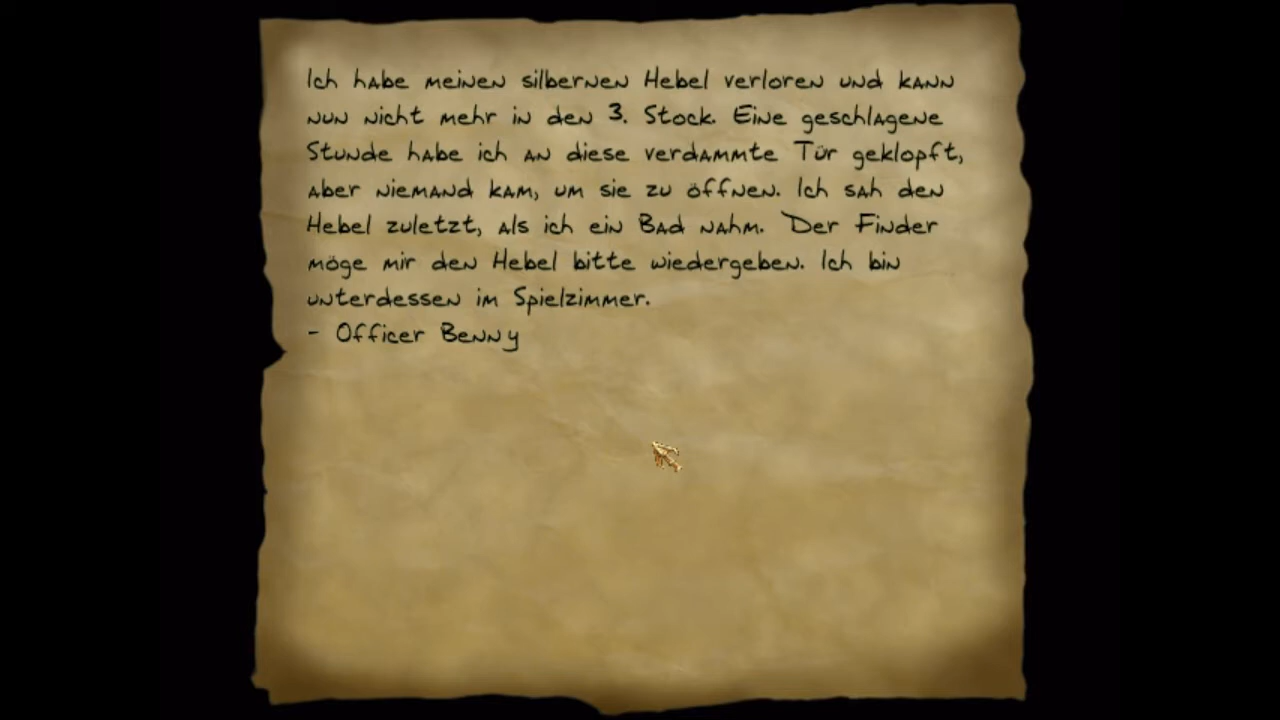 Ich habe meinen silbernen Hebel verloren und kann
nun nicht mehr in den 3. Stock. Eine geschlagene
Stunde habe ich an diese verdammte Tür geklopft,
aber niemand kam, um sie zu öffnen. Ich sah den
Hebel zuletzt, als ich ein Bad nahm. Der Finder
möge mir den Hebel bitte wiedergeben. Ich bin
unterdessen im Spielzimmer.
- Officer Benny